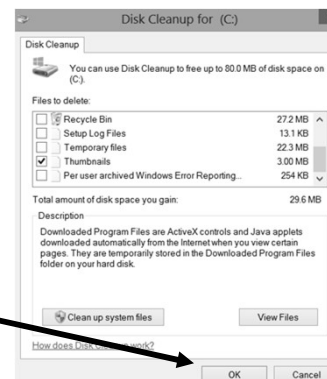 Disk Cleanup for (C:)
Disk Cleanup
You can use Disk Cleanup to free up to 80.0 MB of disk space on
(C:).
Files to delete:
Recycle Bin 27.2 MB
Setup Log Files 13.1 KB
Temporary files 22.3 MB
Thumbnails 3.00 MB
Per user archived Windows Error Reporting... 254 KB
Total amount of disk space you gain: 29.6 MB
Description
Downloaded Program Files are ActiveX controls and Java applets
downloaded automatically from the Internet when you view certain
pages. They are temporarily stored in the Downloaded Program Files
folder on your hard disk.
Clean up system files View Files
How does Disk Cleanup work?
OK Cancel